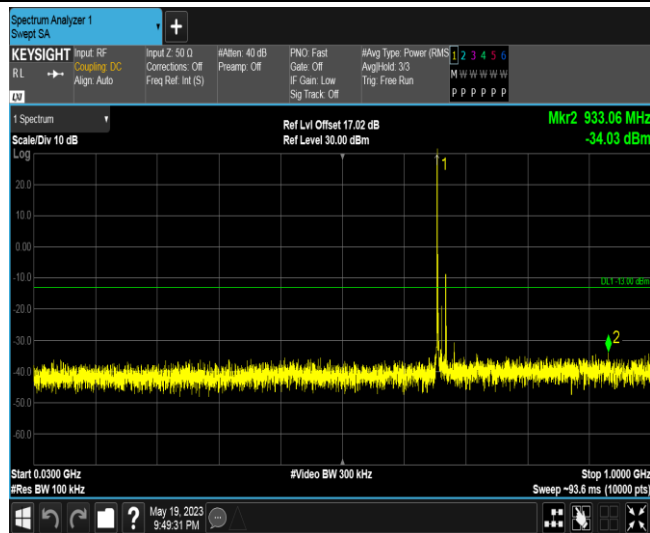 Spectrum Analyzer 1
Swept SA
+
KEYSIGHT
RL
Input: RF
Coupling: DC
Align: Auto
Input Z: 50 Ω
Corrections: Off
Freq Ref: Int (S)
#Atten: 40 dB
Preamp: Off
PNO: Fast
Gate: Off
IF Gain: Low
Sig Track: Off
#Avg Type: Power (RMS
Avg|Hold: 3/3
Trig: Free Run
1 2 3 4 5 6
M W W W W W
P P P P P P
1 Spectrum
Scale/Div 10 dB
Log
Ref Lvl Offset 17.02 dB
Ref Level 30.00 dBm
Mkr2 933.06 MHz
-34.03 dBm
1
20.0
10.0
0.00
-10.0
DL1 -13.00 dBm
-20.0
-30.0
2
-40.0
-50.0
-60.0
Start 0.0300 GHz
#Res BW 100 kHz
#Video BW 300 kHz
Stop 1.0000 GHz
Sweep ~93.6 ms (10000 pts)
?
May 19, 2023
9:49:31 PM